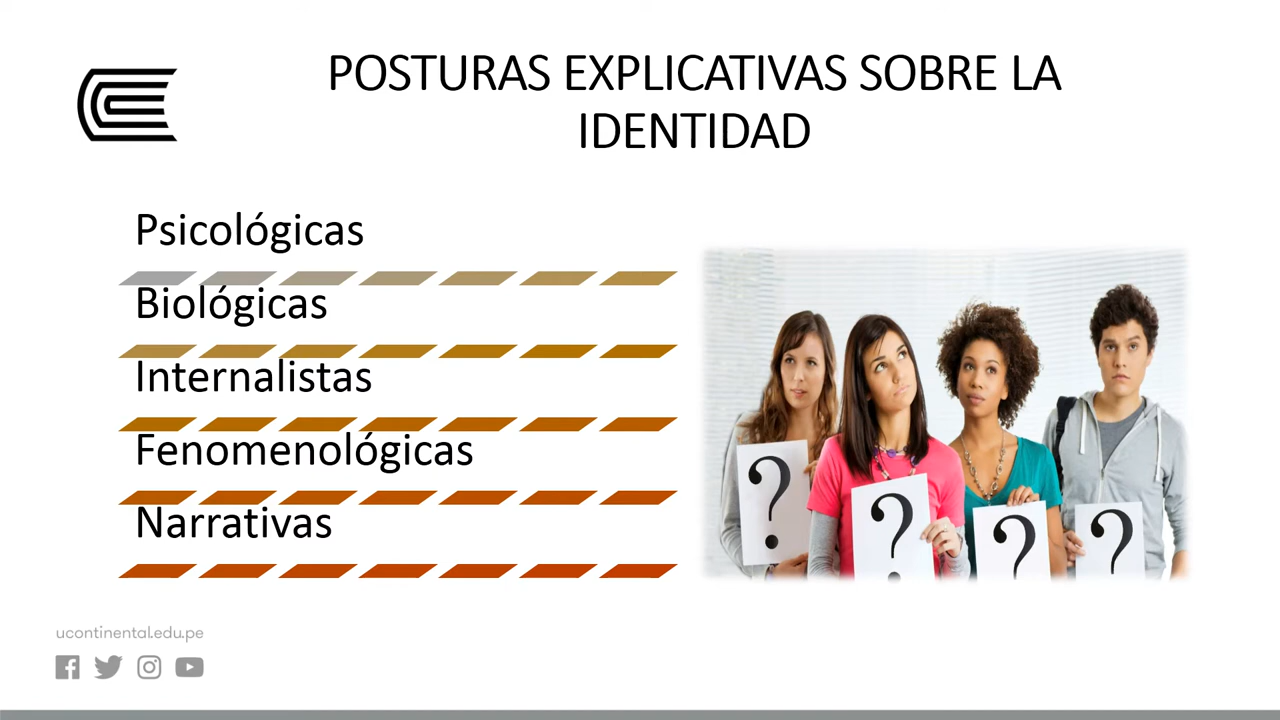 POSTURAS EXPLICATIVAS SOBRE LA
IDENTIDAD
Psicológicas
Biológicas
Internalistas
Fenomenológicas
Narrativas
? ? ? ?
ucontinental.edu.pe